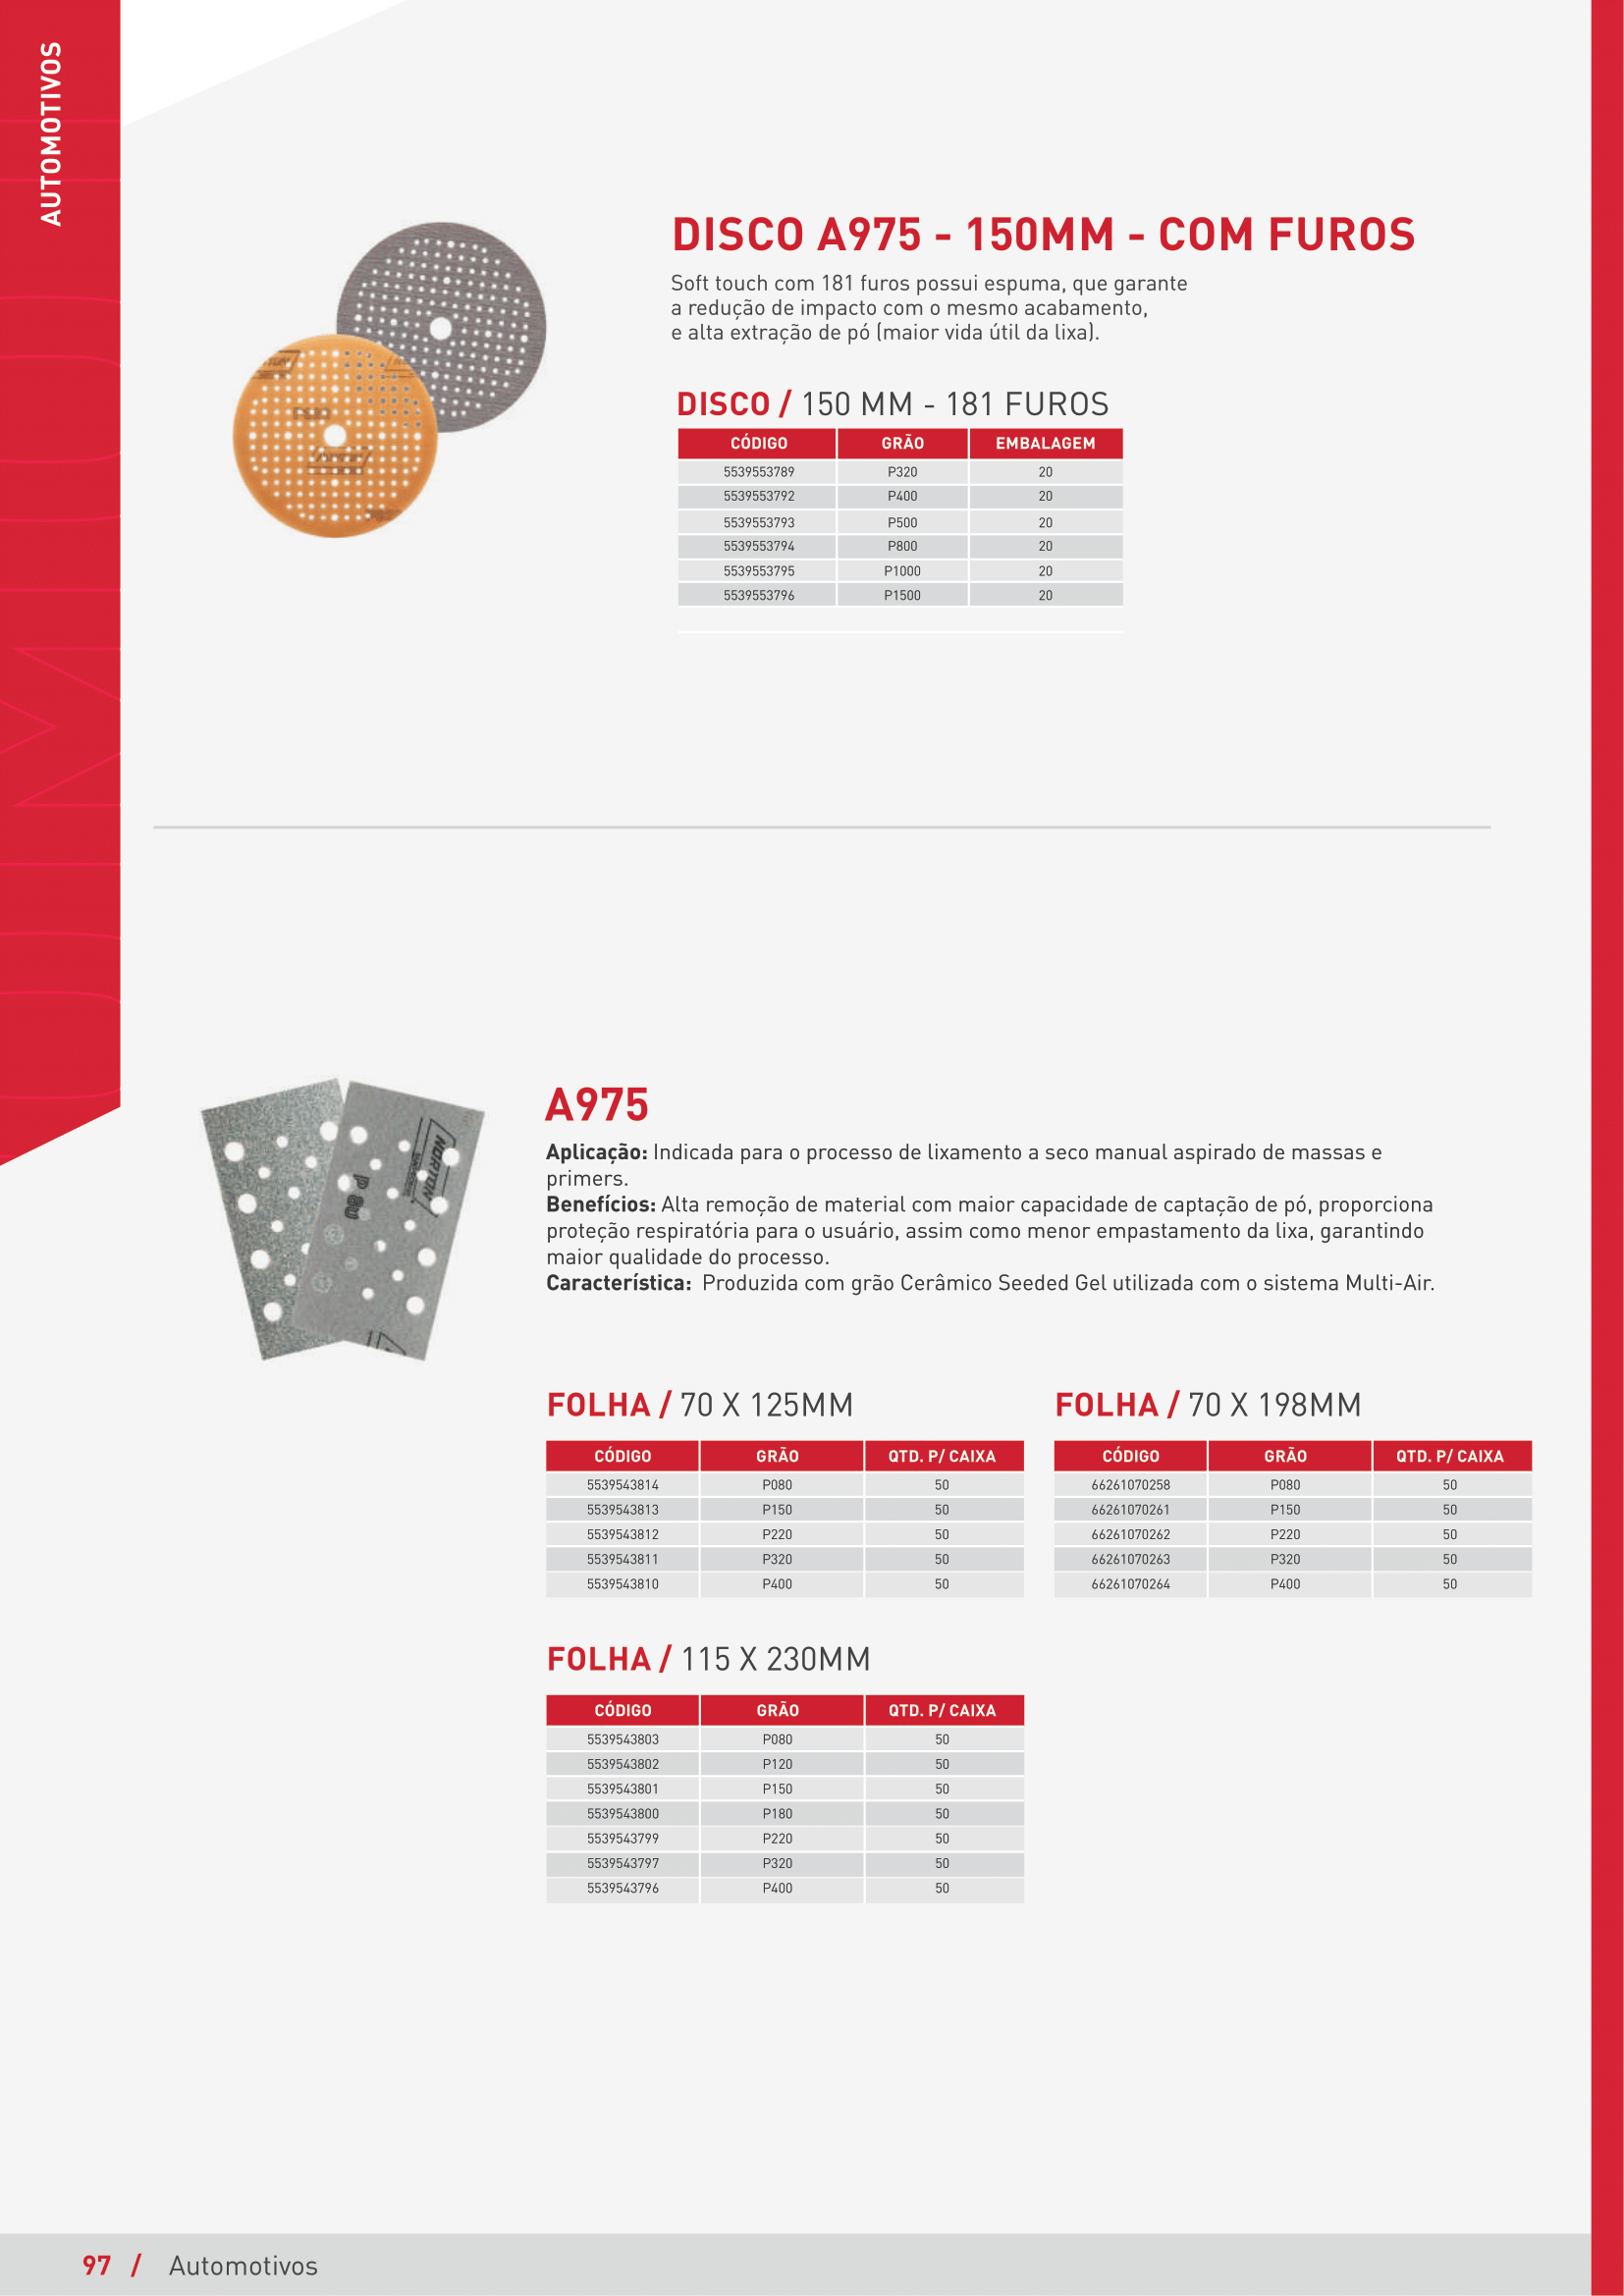 AUTOMOTIVOS
DISCO A975 - 150MM - COM FUROS
Soft touch com 181 furos possui espuma, que garante
a redução de impacto com o mesmo acabamento,
e alta extração de pó (maior vida útil da lixa).
DISCO / 150 MM - 181 FUROS
CÓDIGO GRÃO EMBALAGEM
5539553789 P320 20
5539553792 P400 20
5539553793 P500 20
5539553794 P800 20
5539553795 P1000 20
5539553796 P1500 20
A975
Aplicação: Indicada para o processo de lixamento a seco manual aspirado de massas e
primers.
Benefícios: Alta remoção de material com maior capacidade de captação de pó, proporciona
proteção respiratória para o usuário, assim como menor empastamento da lixa, garantindo
maior qualidade do processo.
Característica: Produzida com grão Cerâmico Seeded Gel utilizada com o sistema Multi-Air.
NORTON
P 80
FOLHA / 70 X 125MM
CÓDIGO GRÃO QTD. P/ CAIXA
5539543814 P080 50
5539543813 P150 50
5539543812 P220 50
5539543811 P320 50
5539543810 P400 50
FOLHA / 70 X 198MM
CÓDIGO GRÃO QTD. P/ CAIXA
66261070258 P080 50
66261070261 P150 50
66261070262 P220 50
66261070263 P320 50
66261070264 P400 50
FOLHA / 115 X 230MM
CÓDIGO GRÃO QTD. P/ CAIXA
5539543803 P080 50
5539543802 P120 50
5539543801 P150 50
5539543800 P180 50
5539543799 P220 50
5539543797 P320 50
5539543796 P400 50
97 / Automotivos